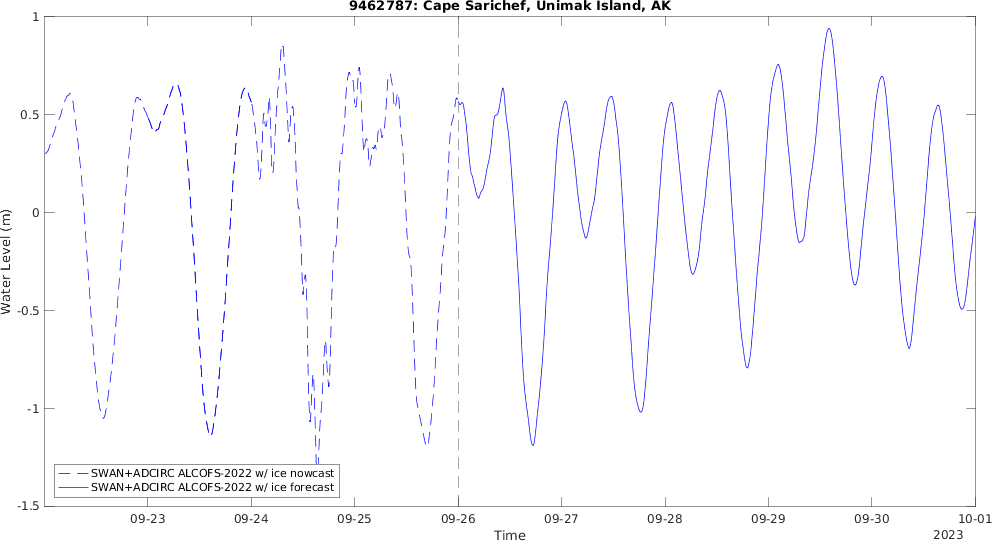 9462787: Cape Sarichef, Unimak Island, AK
Water Level (m)
1
0.5
0
-0.5
-1
-1.5
SWAN+ADCIRC ALCOFS-2022 w/ ice nowcast
SWAN+ADCIRC ALCOFS-2022 w/ ice forecast
09-23 09-24 09-25 09-26 09-27 09-28 09-29 09-30 10-01
Time
2023